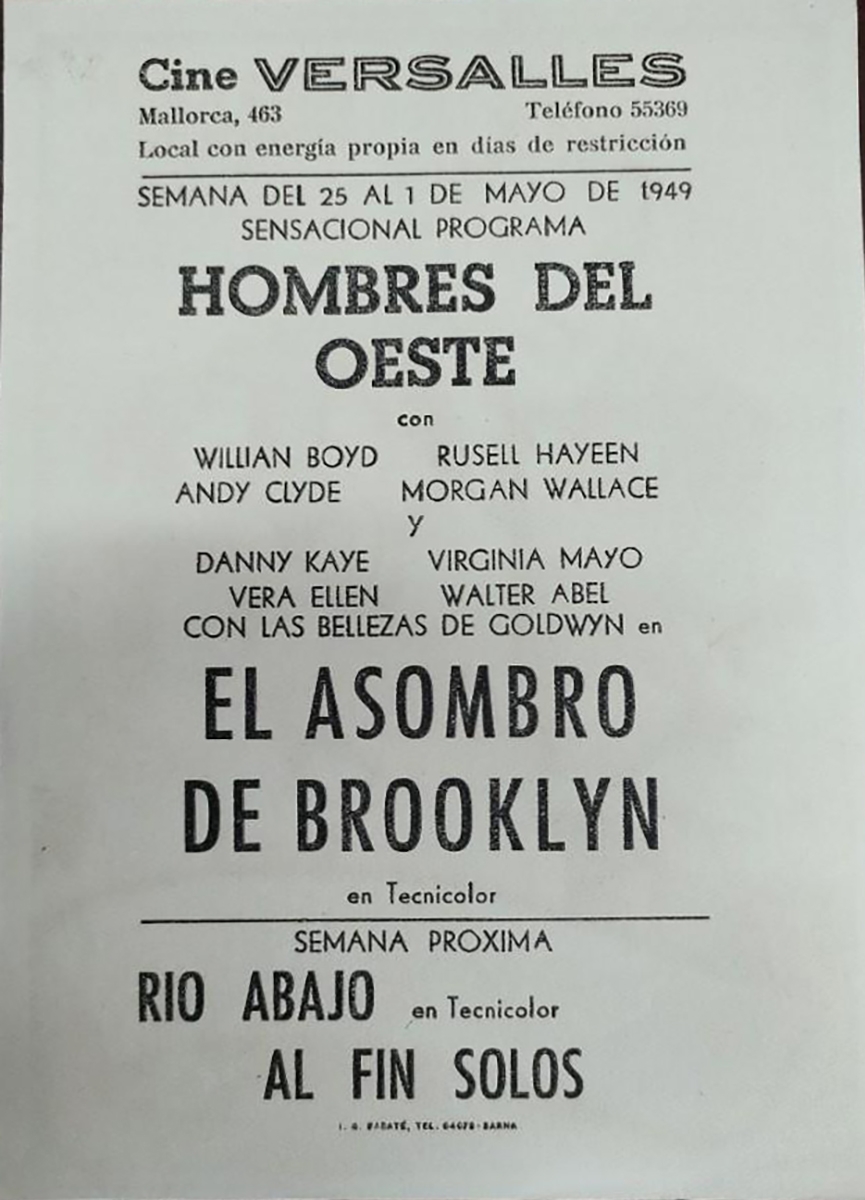 Cine VERSALLES
Mallorca, 463 Teléfono 55369
Local con energía propia en días de restricción
SEMANA DEL 25 AL 1 DE MAYO DE 1949
SENSACIONAL PROGRAMA
HOMBRES DEL
OESTE
con
WILLIAN BOYD RUSELL HAYEEN
ANDY CLYDE MORGAN WALLACE
Y
DANNY KAYE VIRGINIA MAYO
VERA ELLEN WALTER ABEL
CON LAS BELLEZAS DE GOLDWYN en
EL ASOMBRO
DE BROOKLYN
en Tecnicolor
SEMANA PROXIMA
RIO ABAJO en Tecnicolor
AL FIN SOLOS
I. G. TEL. BARNA